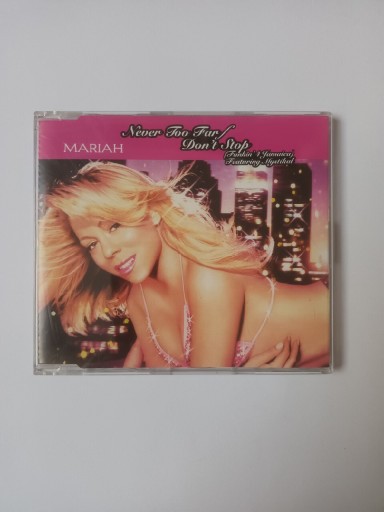 Never Too Far/
Don't Stop
(Funkin' 4 Jamaica)
Featuring Mystikal
MARIAH